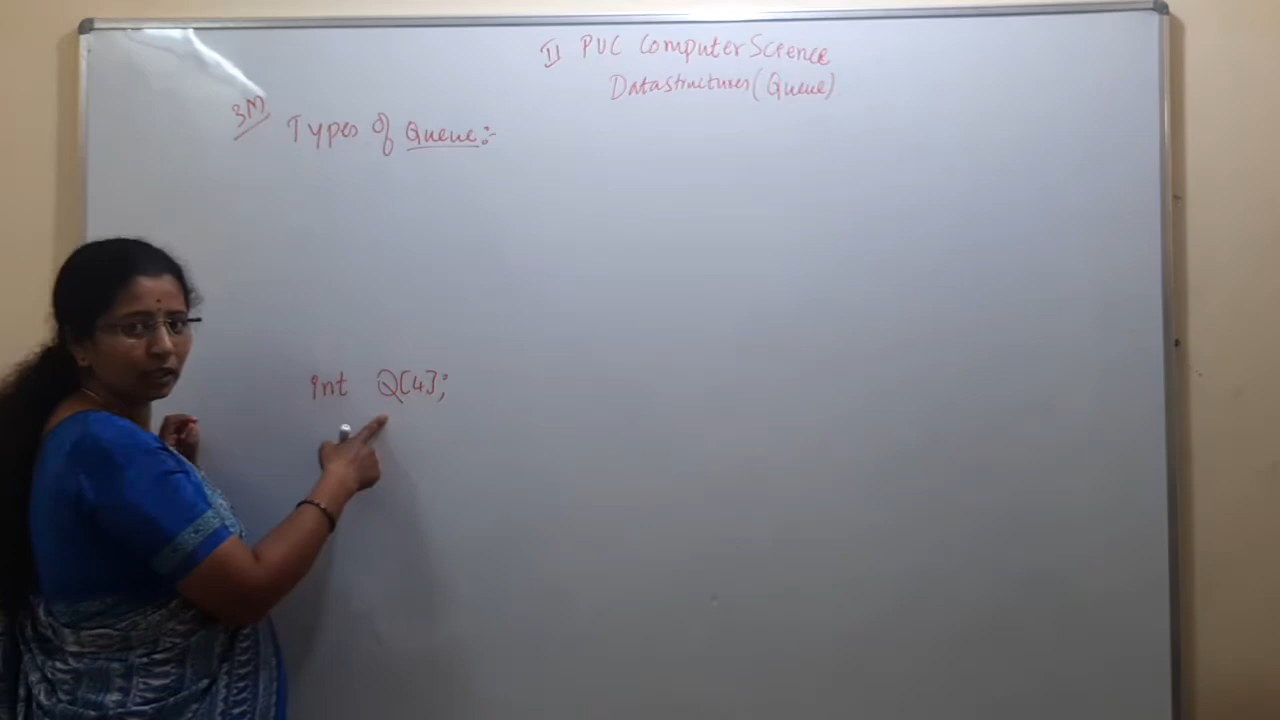 II PUC Computer Science
Datastructures (Queue)
3M Types of Queue:-
int Q[4];